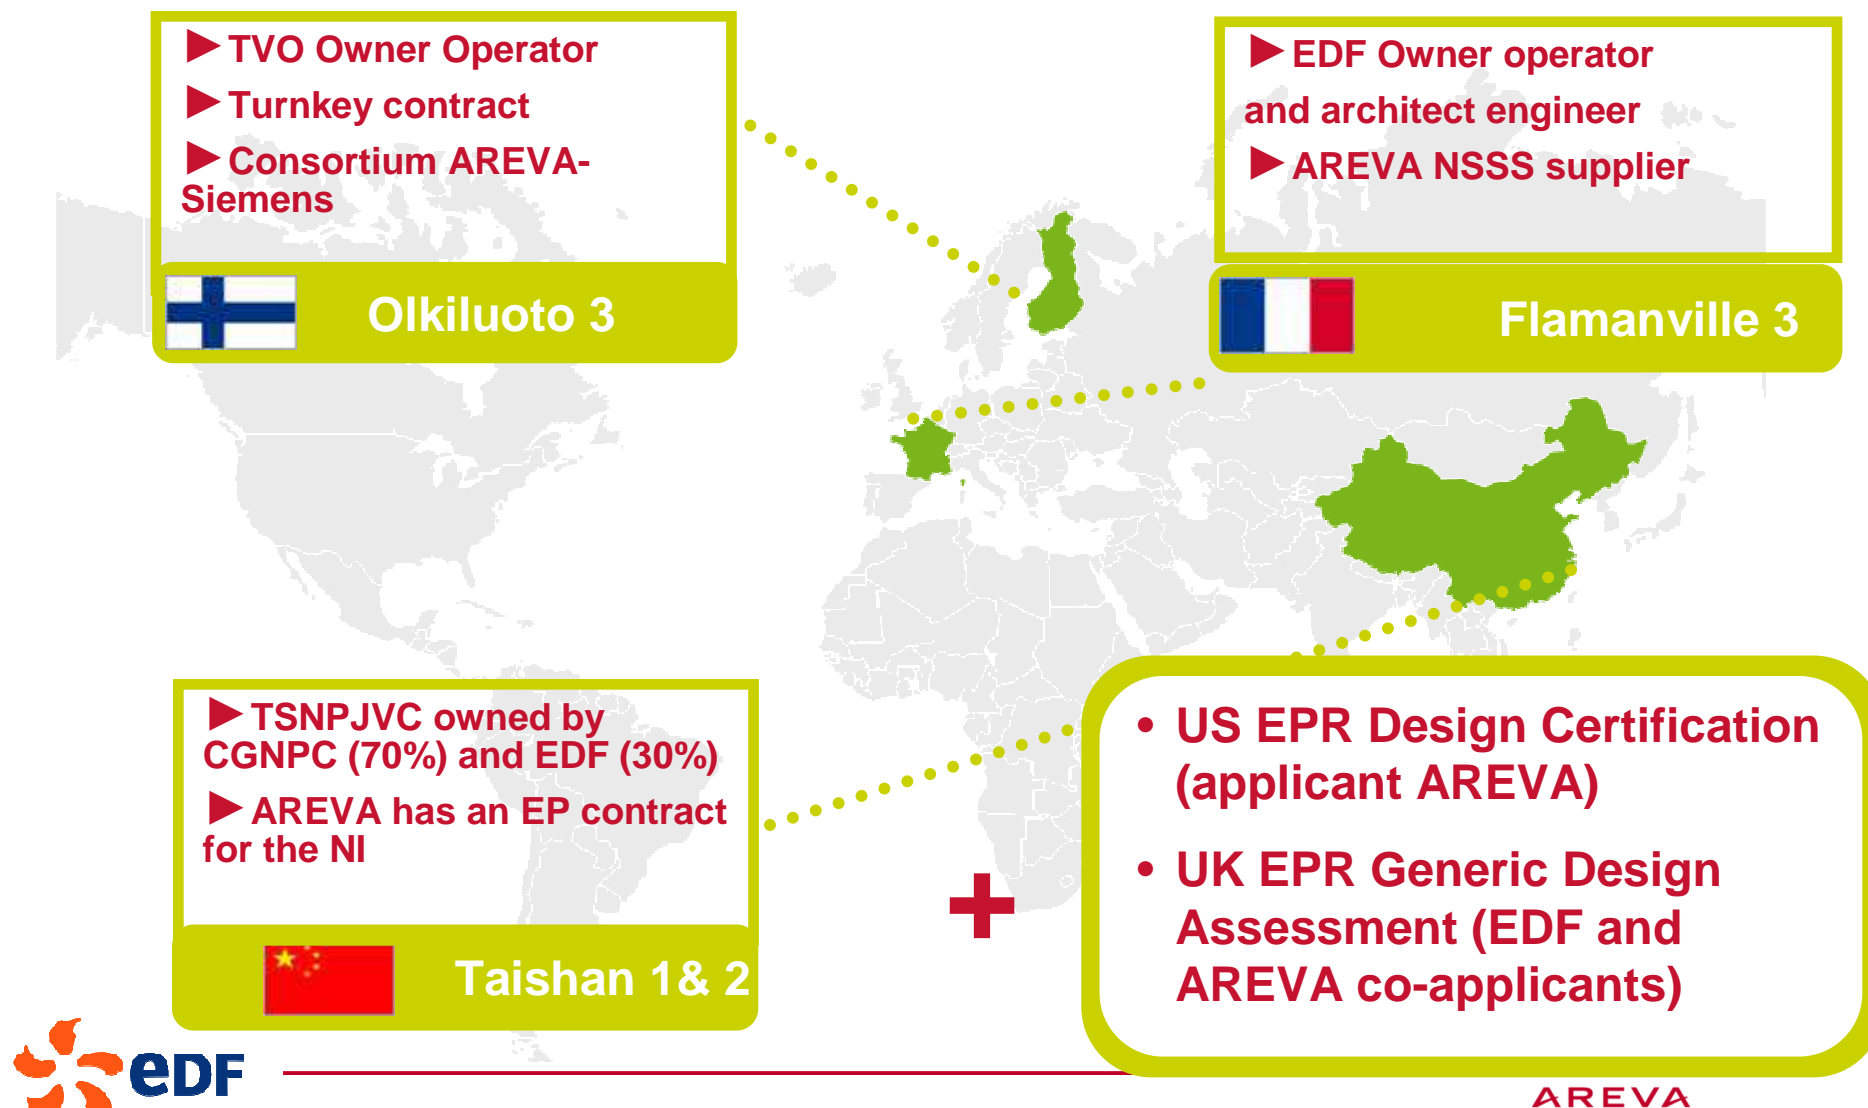 ►TVO Owner Operator
►Turnkey contract
►Consortium AREVA-
Siemens
Olkiluoto 3
►EDF Owner operator
and architect engineer
►AREVA NSSS supplier
Flamanville 3
►TSNPJVC owned by
CGNPC (70%) and EDF (30%)
►AREVA has an EP contract
for the NI
Taishan 1& 2
+
• US EPR Design Certification
(applicant AREVA)
• UK EPR Generic Design
Assessment (EDF and
AREVA co-applicants)
eDF
AREVA